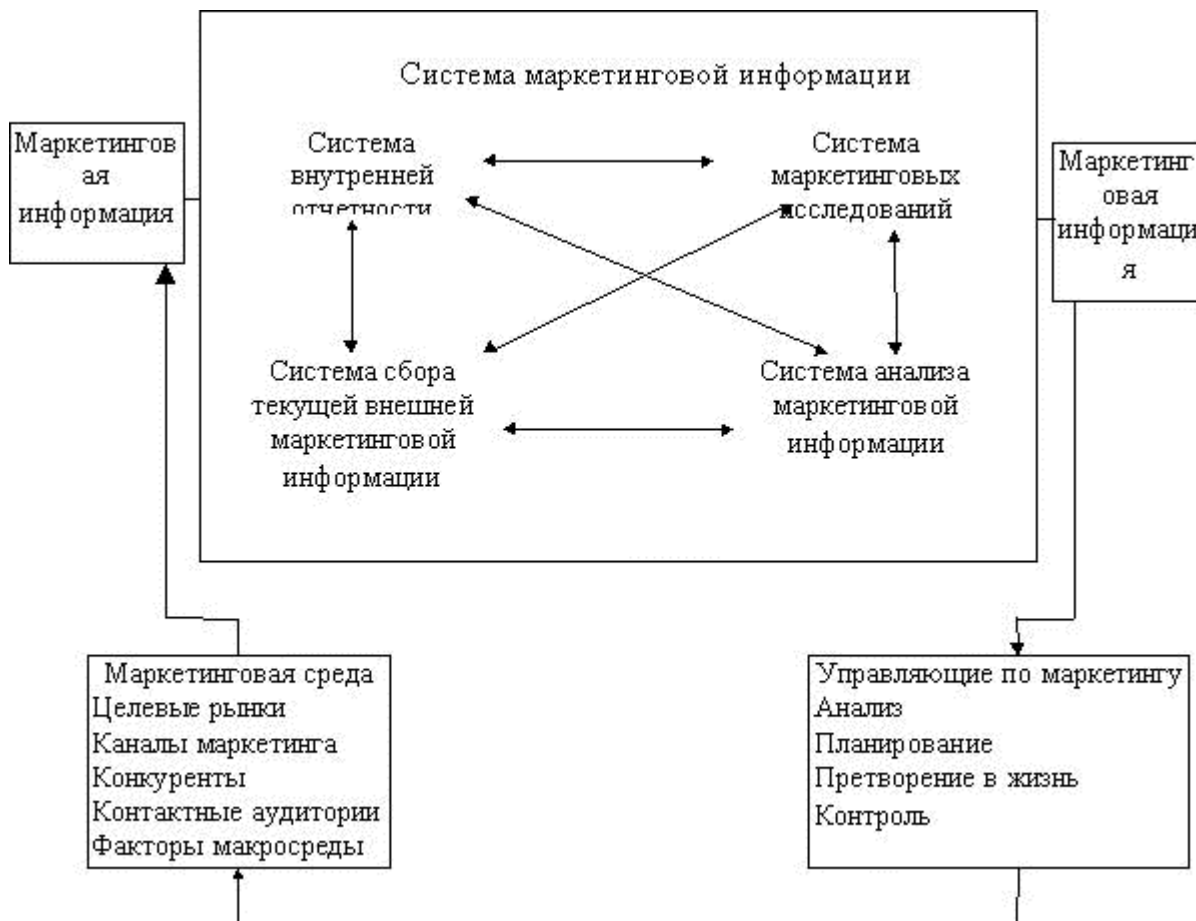 Система маркетинговой информации
Маркетингов
ая
информация
Система
внутренней
отчетности
Система
маркетинговых
исследований
Маркетинг
овая
информаци
я
Система сбора
текущей внешней
маркетинговой
информации
Система анализа
маркетинговой
информации
Маркетинговая среда
Целевые рынки
Каналы маркетинга
Конкуренты
Контактные аудитории
Факторы макросреды
Управляющие по маркетингу
Анализ
Планирование
Претворение в жизнь
Контроль